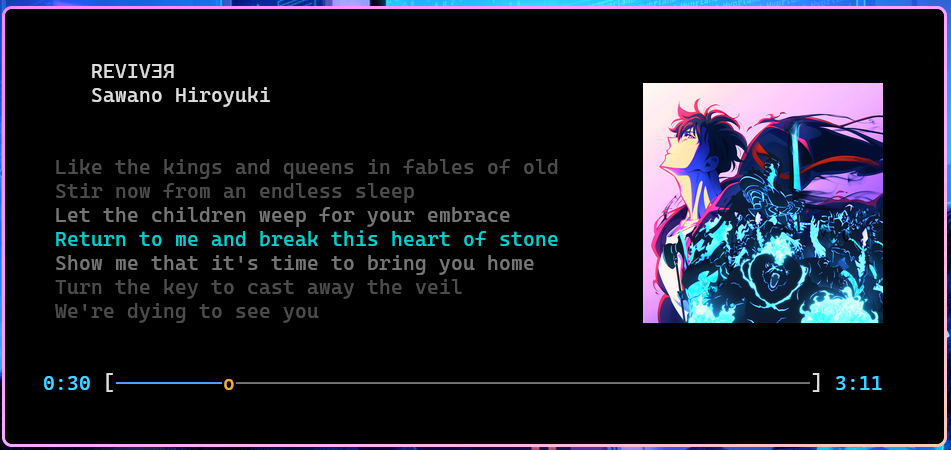 REVIVƎЯ
Sawano Hiroyuki
Like the kings and queens in fables of old
Stir now from an endless sleep
Let the children weep for your embrace
Return to me and break this heart of stone
Show me that it's time to bring you home
Turn the key to cast away the veil
We're dying to see you
0:30 [o] 3:11